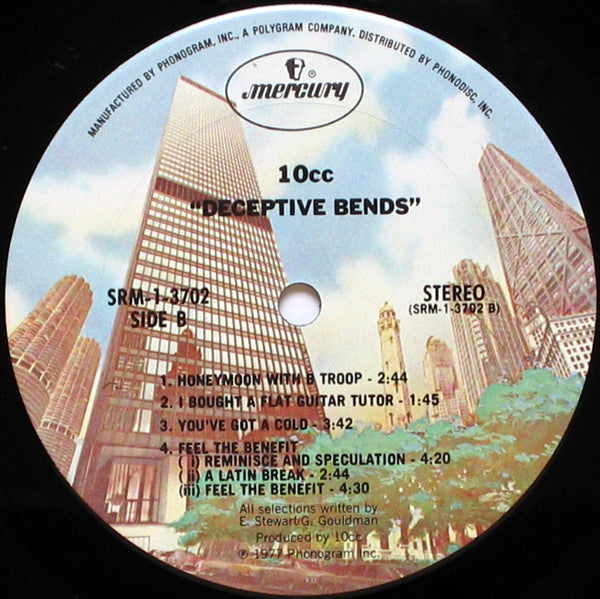 MANUFACTURED BY PHONOGRAM, INC., A POLYGRAM COMPANY. DISTRIBUTED BY PHONODISC, INC.
mercury ®
10cc
"DECEPTIVE BENDS"
SRM-1-3702
SIDE B
STEREO
(SRM-1-3702 B)
1. HONEYMOON WITH B TROOP - 2:44
2. I BOUGHT A FLAT GUITAR TUTOR - 1:45
3. YOU'VE GOT A COLD - 3:42
4. FEEL THE BENEFIT
(i) REMINISCE AND SPECULATION - 4:20
(ii) A LATIN BREAK - 2:44
(iii) FEEL THE BENEFIT - 4:30
All selections written by
E. Stewart/G. Gouldman
Produced by 10cc
℗ 1977 Phonogram Inc.